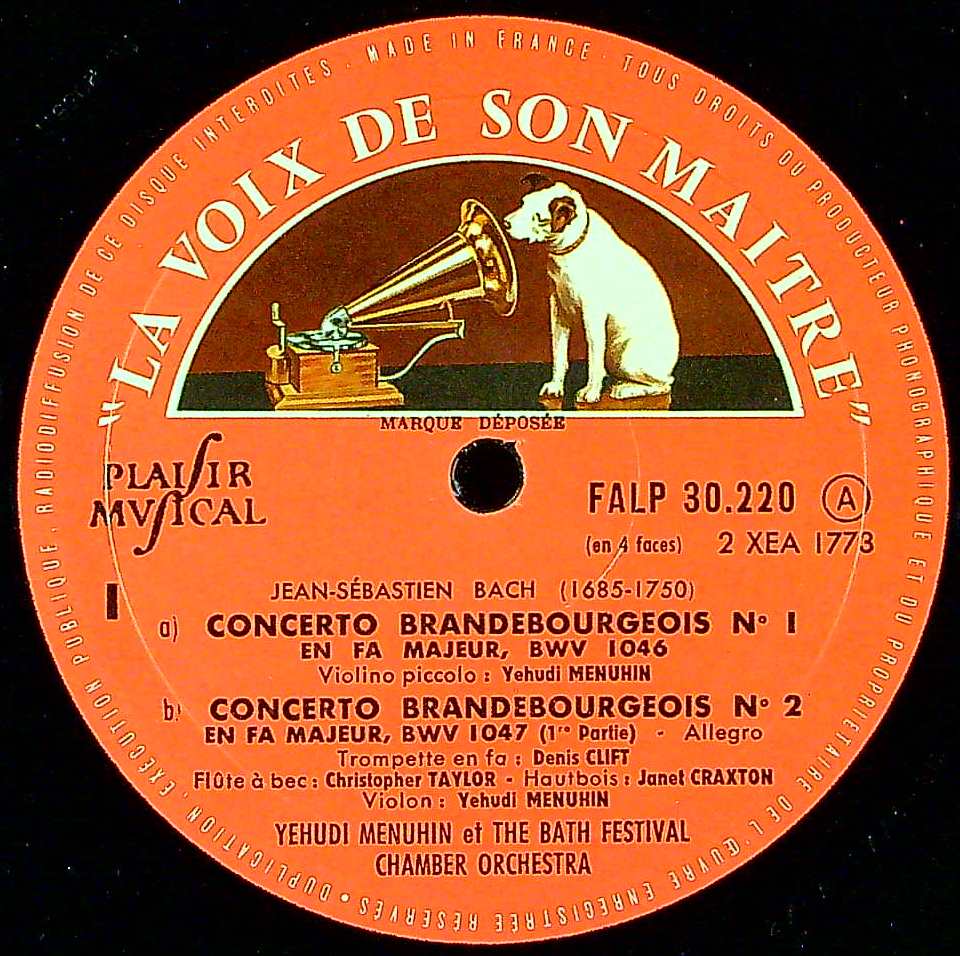 MADE IN FRANCE · TOUS DROITS DU PRODUCTEUR PHONOGRAPHIQUE ET DU PROPRIETAIRE DE L'ŒUVRE ENREGISTREE RÉSERVÉS • DUPLICATION, EXÉCUTION PUBLIQUE, RADIODIFFUSION DE CE DISQUE INTERDITES ·
"LA VOIX DE SON MAITRE"
MARQUE DÉPOSÉE
PLAISIR
MVSICAL
FALP 30.220 A
(en 4 faces) 2 XEA 1773
I
JEAN-SÉBASTIEN BACH (1685-1750)
a) CONCERTO BRANDEBOURGEOIS N° 1
EN FA MAJEUR, BWV 1046
Violino piccolo : Yehudi MENUHIN
b) CONCERTO BRANDEBOURGEOIS N° 2
EN FA MAJEUR, BWV 1047 (1re Partie) - Allegro
Trompette en fa : Denis CLIFT
Flûte à bec : Christopher TAYLOR - Hautbois : Janet CRAXTON
Violon : Yehudi MENUHIN
YEHUDI MENUHIN et THE BATH FESTIVAL
CHAMBER ORCHESTRA